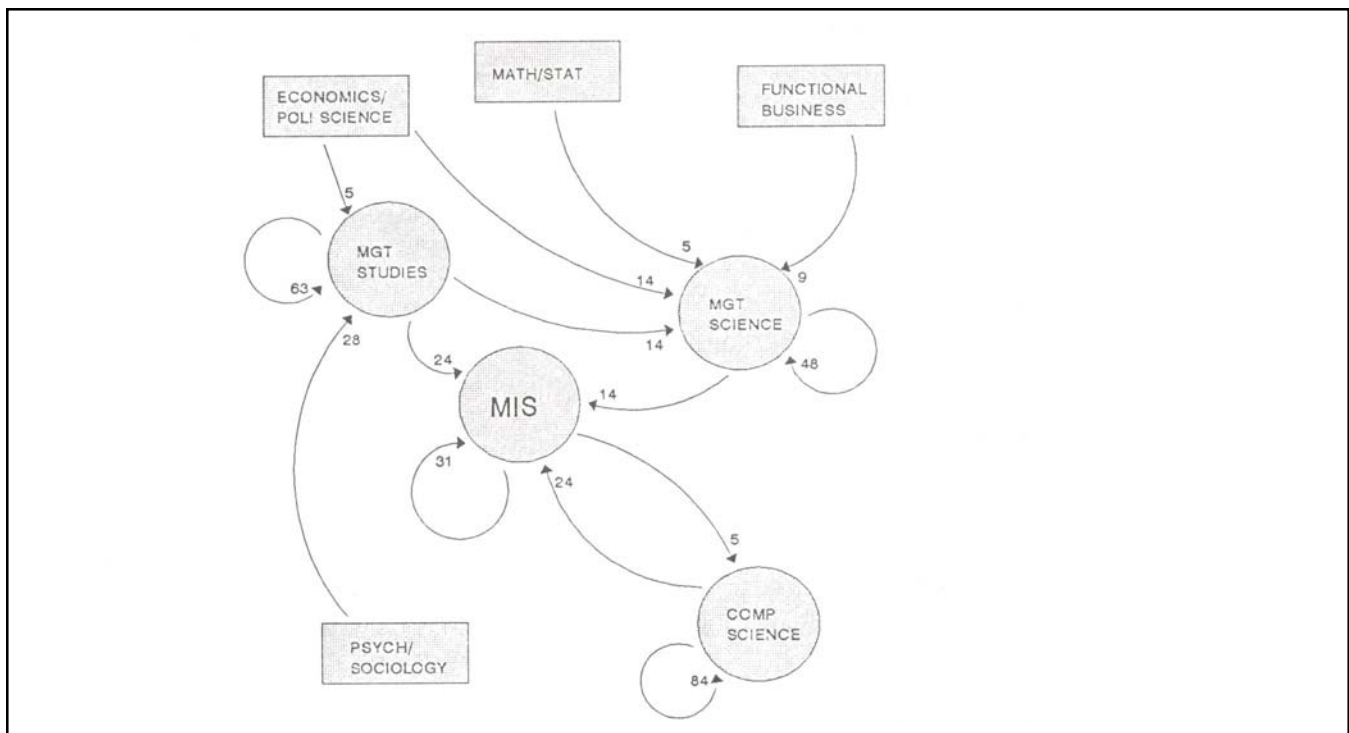 MATH/STAT
ECONOMICS/
POLI SCIENCE
FUNCTIONAL
BUSINESS
5
MGT
STUDIES
5
9
14
63
MGT
SCIENCE
28
14
24
48
14
MIS
31
24
5
CCMP
SCIENCE
PSYCH/
SOCIOLOGY
84